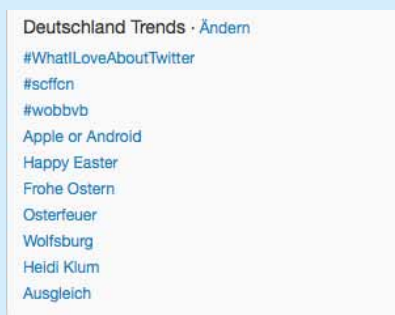 Deutschland Trends · Ändern
#WhatILoveAboutTwitter
#scffcn
#wobbvb
Apple or Android
Happy Easter
Frohe Ostern
Osterfeuer
Wolfsburg
Heidi Klum
Ausgleich